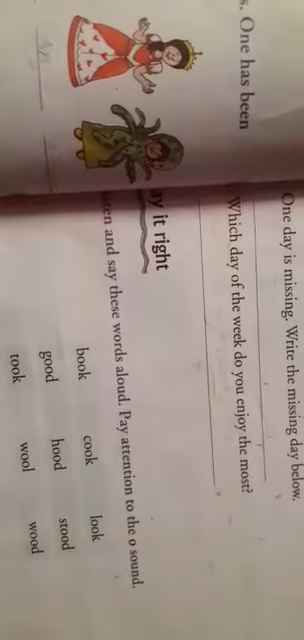 s. One has been
One day is missing. Write the missing day below.
Which day of the week do you enjoy the most?
ay it right
ten and say these words aloud. Pay attention to the o sound.
book cook look
good hood stood
took wool wood